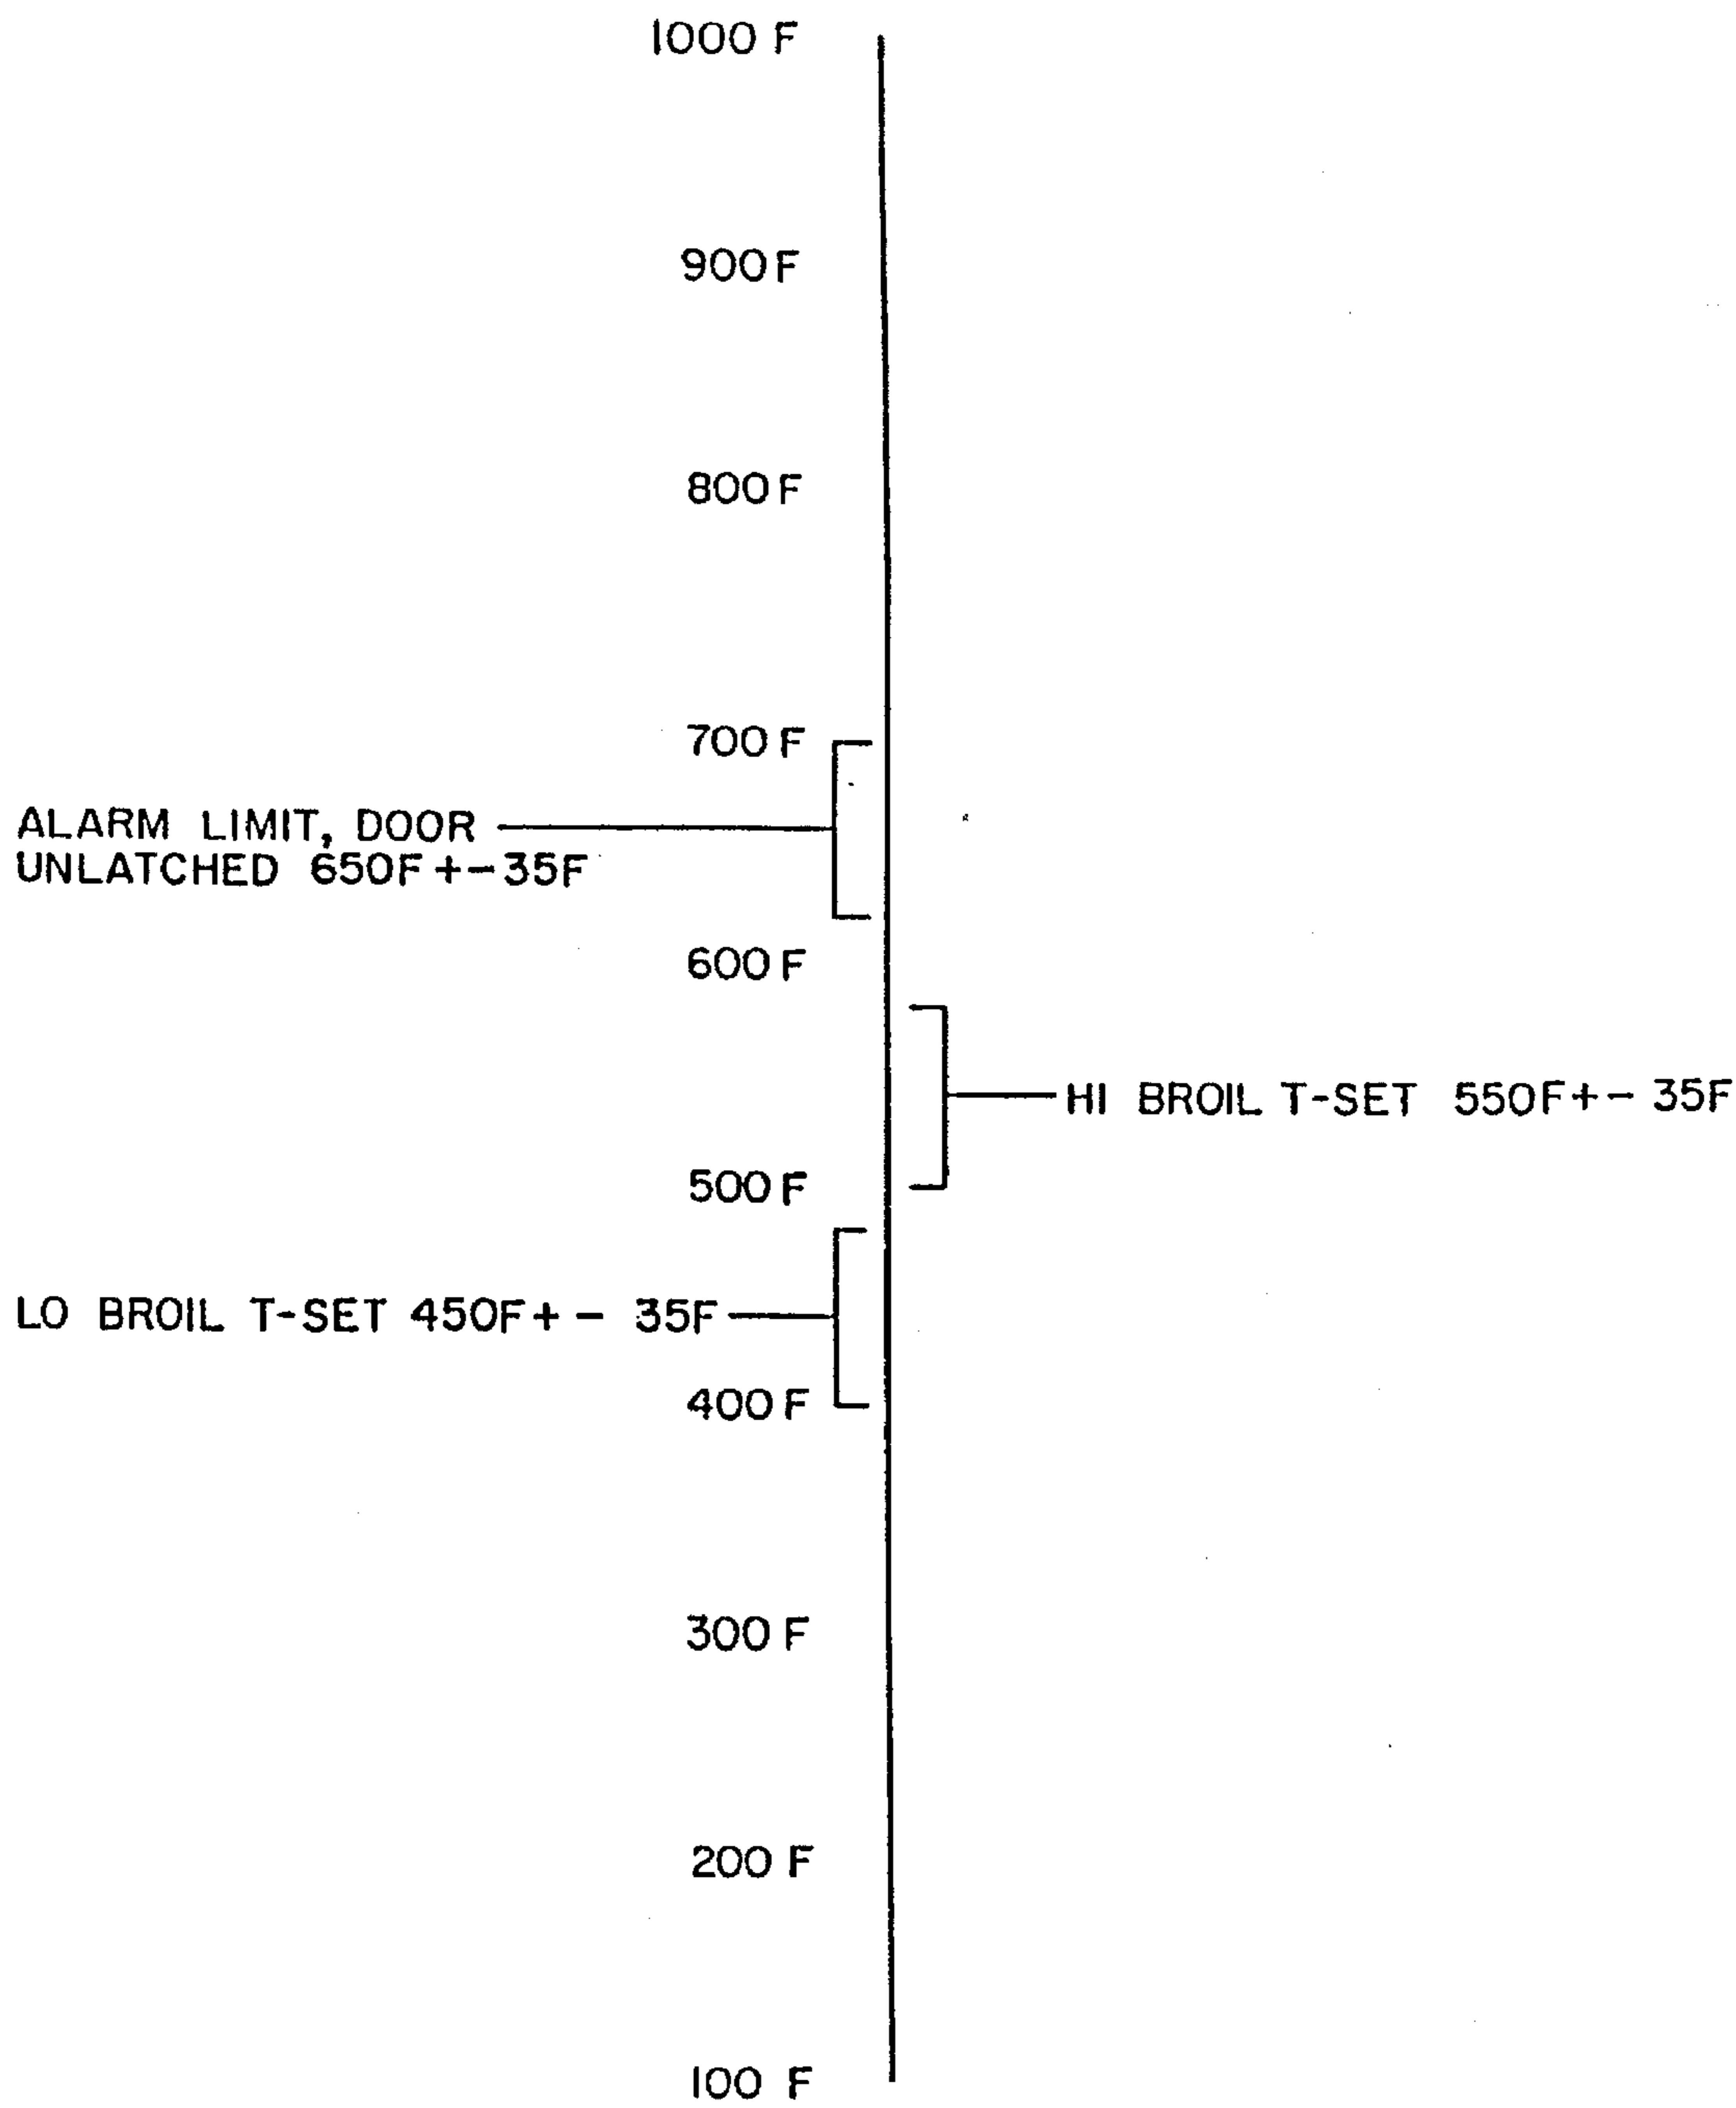 1000 F
900 F
800 F
700 F
ALARM LIMIT, DOOR
UNLATCHED 650F +-35F
600 F
HI BROIL T-SET 550F+- 35F
500 F
LO BROIL T-SET 450F+- 35F
400 F
300 F
200 F
100 F